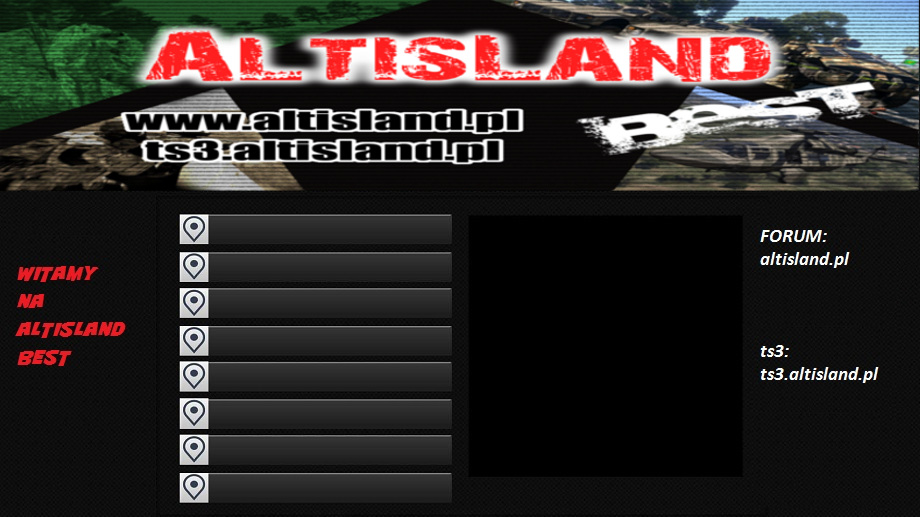 ALTISLAND
www.altisland.pl
ts3.altisland.pl
BEST
WITAMY
NA
ALTISLAND
BEST
FORUM:
altisland.pl
ts3:
ts3.altisland.pl